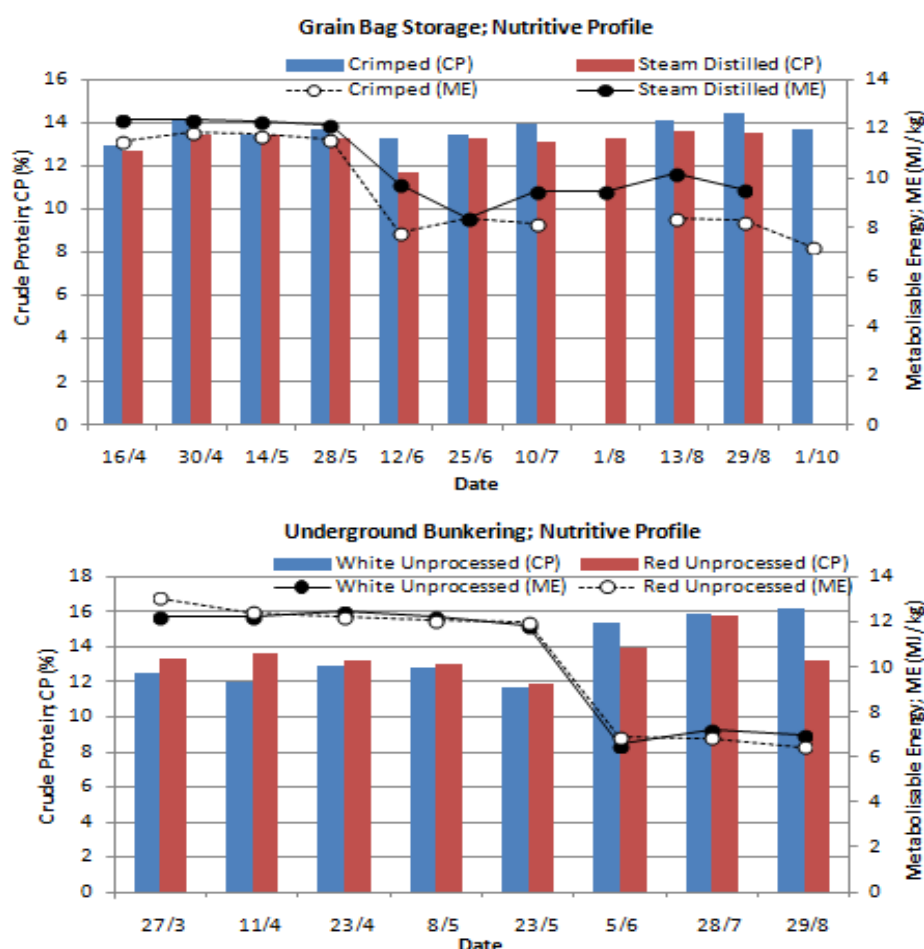 Grain Bag Storage; Nutritive Profile
Crimped (CP) Steam Distilled (CP)
Crimped (ME) Steam Distilled (ME)
Crude Protein; CP (%)
16
14
12
10
8
6
4
2
0
Metabolisable Energy; ME (MJ/kg)
14
12
10
8
6
4
2
0
16/4 30/4 14/5 28/5 12/6 25/6 10/7 1/8 13/8 29/8 1/10
Date
Underground Bunkering; Nutritive Profile
White Unprocessed (CP) Red Unprocessed (CP)
White Unprocessed (ME) Red Unprocessed (ME)
Crude Protein; CP (%)
18
16
14
12
10
8
6
4
2
0
Metabolisable Energy; ME (MJ/kg)
14
12
10
8
6
4
2
0
27/3 11/4 23/4 8/5 23/5 5/6 28/7 29/8
Date